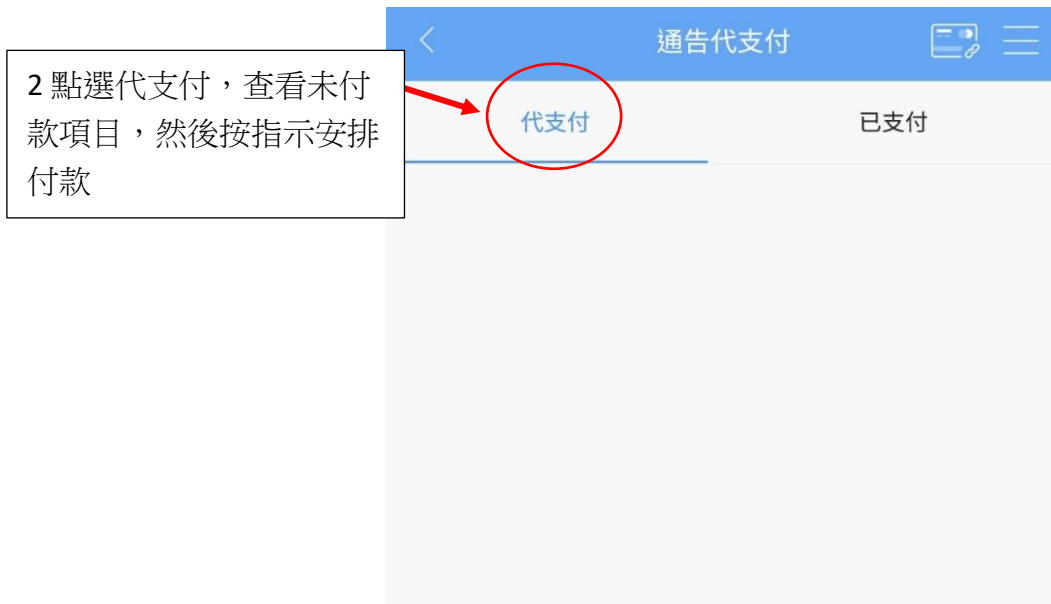 通告代支付
2 點選代支付，查看未付
款項目，然後按指示安排
付款
代支付
已支付